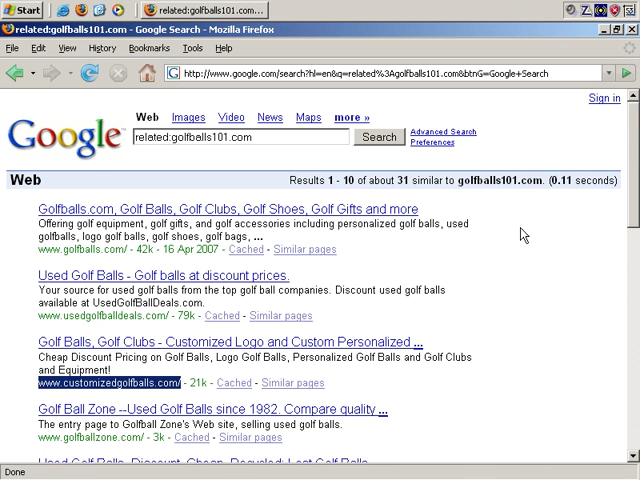 Start
related:golfballs101.com...
related:golfballs101.com - Google Search - Mozilla Firefox
File Edit View History Bookmarks Tools Help
http://www.google.com/search?hl=en&q=related%3Agolfballs101.com&btnG=Google+Search
Sign in
Web Images Video News Maps more »
Google™
related:golfballs101.com
Search
Advanced Search
Preferences
Web
Results 1 - 10 of about 31 similar to golfballs101.com. (0.11 seconds)
Golfballs.com, Golf Balls, Golf Clubs, Golf Shoes, Golf Gifts and more
Offering golf equipment, golf gifts, and golf accessories including personalized golf balls, used
golfballs, logo golf balls, golf shoes, golf bags, ...
www.golfballs.com/ - 42k - 16 Apr 2007 - Cached - Similar pages
Used Golf Balls - Golf balls at discount prices.
Your source for used golf balls from the top golf ball companies. Discount used golf balls
available at UsedGolfBallDeals.com.
www.usedgolfballdeals.com/ - 79k - Cached - Similar pages
Golf Balls, Golf Clubs - Customized Logo and Custom Personalized ...
Cheap Discount Pricing on Golf Balls, Logo Golf Balls, Personalized Golf Balls and Golf Clubs
and Equipment!
www.customizedgolfballs.com/ - 21k - Cached - Similar pages
Golf Ball Zone --Used Golf Balls since 1982. Compare quality ...
The entry page to Golfball Zone's Web site, selling used golf balls.
www.golfballzone.com/ - 3k - Cached - Similar pages
Used Golf Balls, Discount, Cheap, Recycled: Lost Golf Balls
Done